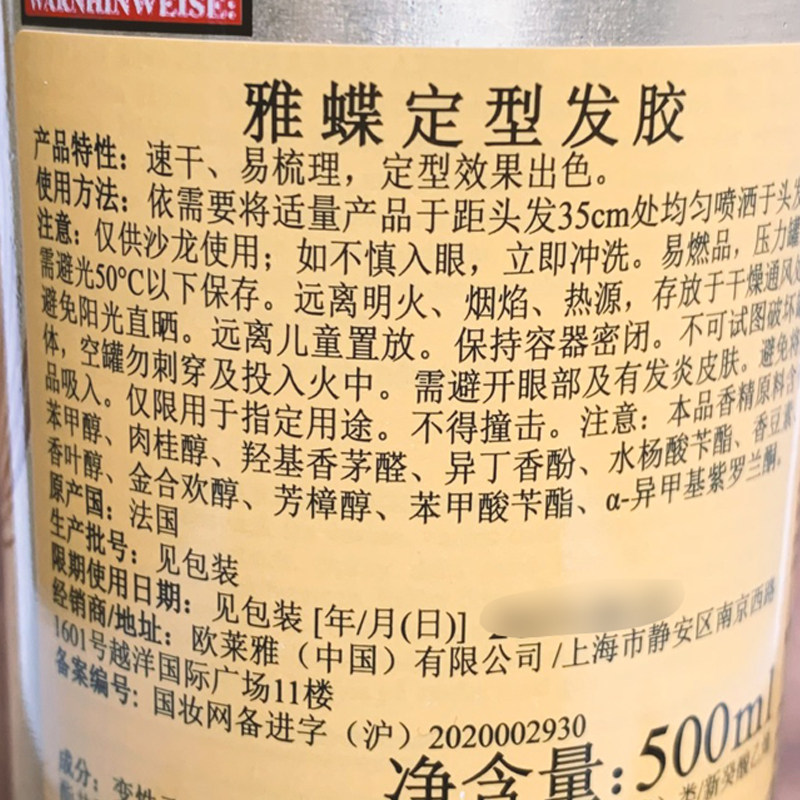 WARNHINWEISE:
雅蝶定型发胶
产品特性：速干、易梳理，定型效果出色。
使用方法：依需要将适量产品于距头发35cm处均匀喷洒于头发
注意：仅供沙龙使用；如不慎入眼，立即冲洗。易燃品，压力罐
需避光50°C以下保存。远离明火、烟焰、热源，存放于干燥通风处
避免阳光直晒。远离儿童置放。保持容器密闭。不可试图破坏罐
体，空罐勿刺穿及投入火中。需避开眼部及有发炎皮肤。避免将
品吸入。仅限用于指定用途。不得撞击。注意：本品香精原料含
苯甲醇、肉桂醇、羟基香茅醛、异丁香酚、水杨酸苄酯、香豆素、
香叶醇、金合欢醇、芳樟醇、苯甲酸苄酯、α-异甲基紫罗兰酮。
原产国：法国
生产批号：见包装
限期使用日期：见包装 [年/月(日)]
经销商/地址：欧莱雅（中国）有限公司 /上海市静安区南京西路
1601号越洋国际广场11楼
备案编号：国妆网备进字（沪）2020002930
净含量：500ml
成分：变性
类/新癸酸乙